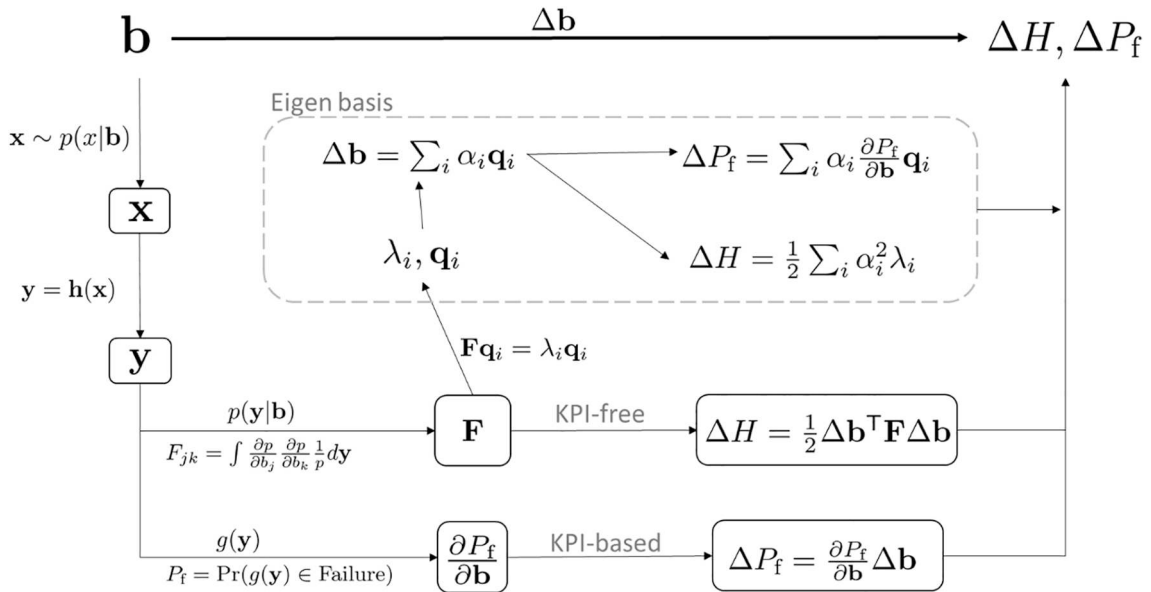 Δb
b
ΔH, ΔP_f
Eigen basis
x ∼ p(x|b)
Δb = ∑_i α_i q_i
ΔP_f = ∑_i α_i ∂P_f/∂b q_i
x
λ_i, q_i
ΔH = 1/2 ∑_i α_i^2 λ_i
y = h(x)
y
Fq_i = λ_i q_i
p(y|b)
F
KPI-free
ΔH = 1/2 Δb^⊤ FΔb
F_jk = ∫ ∂p/∂b_j ∂p/∂b_k 1/p dy
g(y)
∂P_f/∂b
KPI-based
ΔP_f = ∂P_f/∂b Δb
P_f = Pr(g(y) ∈ Failure)